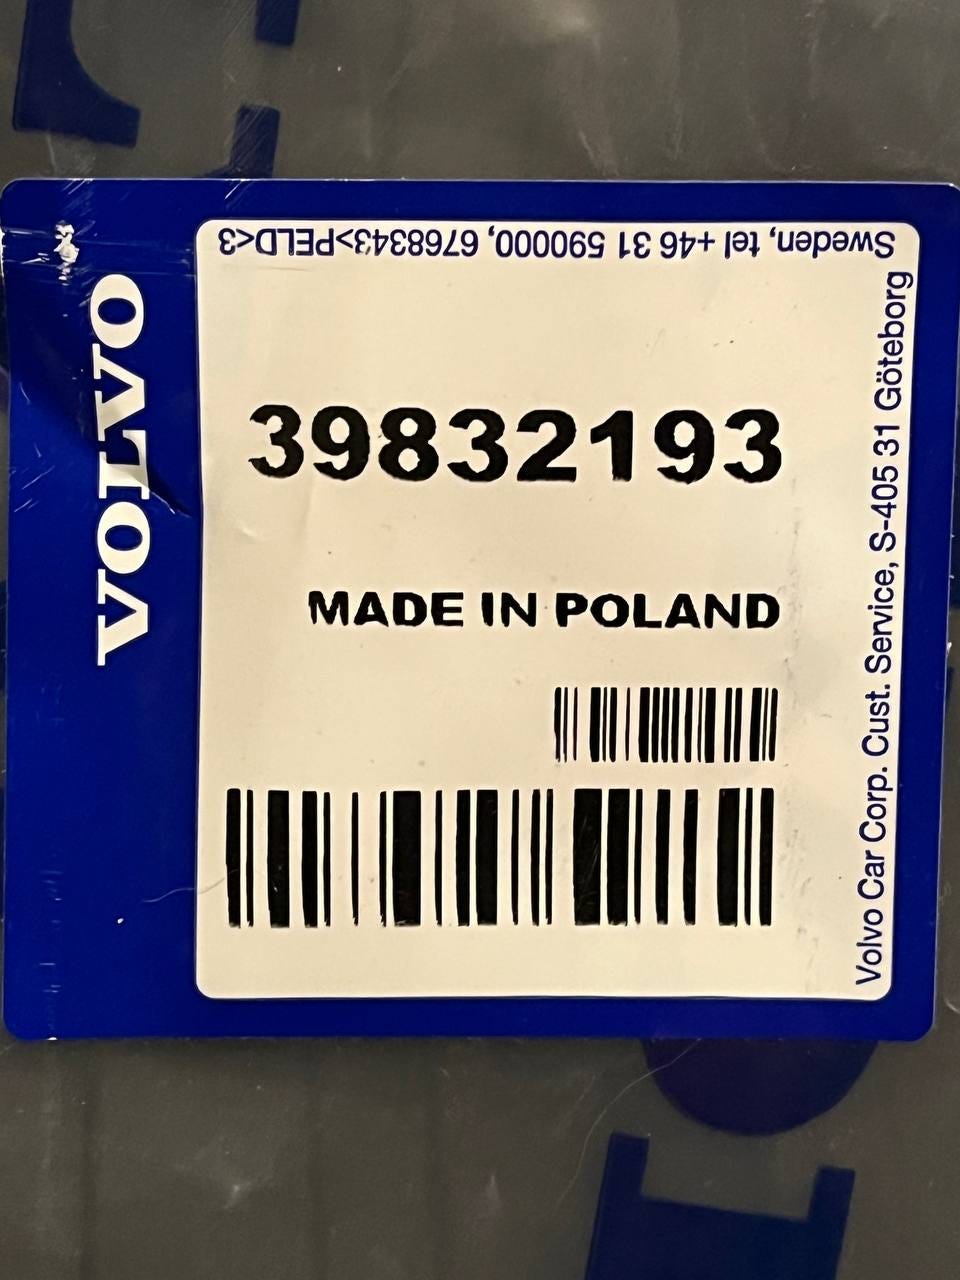 VOLVO
39832193
MADE IN POLAND
Volvo Car Corp. Cust. Service, S-405 31 Göteborg
Sweden, tel +46 31 590000, 6768343>PELD<3